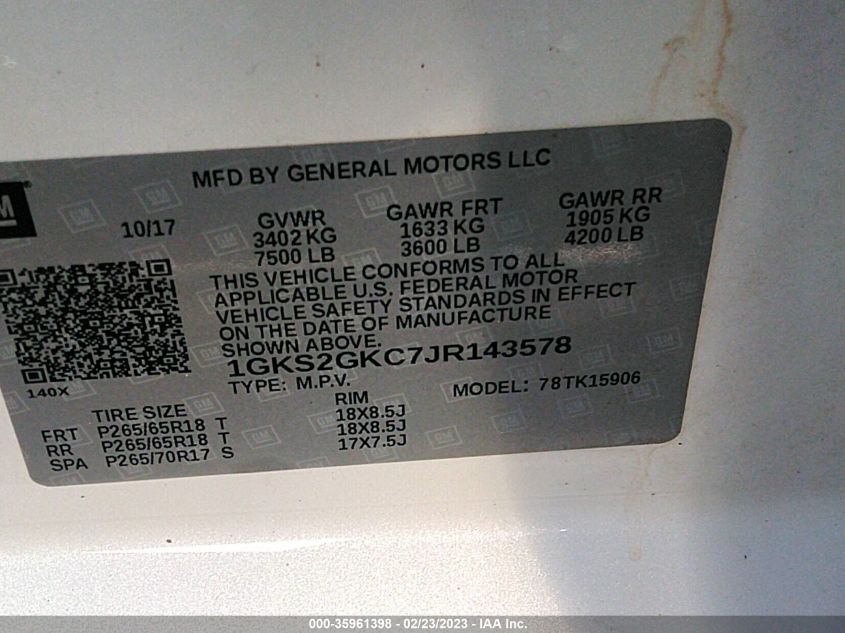 MFD BY GENERAL MOTORS LLC
GM ®
10/17
GVWR GAWR FRT GAWR RR
3402 KG 1633 KG 1905 KG
7500 LB 3600 LB 4200 LB
THIS VEHICLE CONFORMS TO ALL
APPLICABLE U.S. FEDERAL MOTOR
VEHICLE SAFETY STANDARDS IN EFFECT
ON THE DATE OF MANUFACTURE
SHOWN ABOVE.
1GKS2GKC7JR143578
TYPE: M.P.V. MODEL: 78TK15906
140X
TIRE SIZE RIM
FRT P265/65R18 T 18X8.5J
RR P265/65R18 T 18X8.5J
SPA P265/70R17 S 17X7.5J
000-35961398 - 02/23/2023 - IAA Inc.